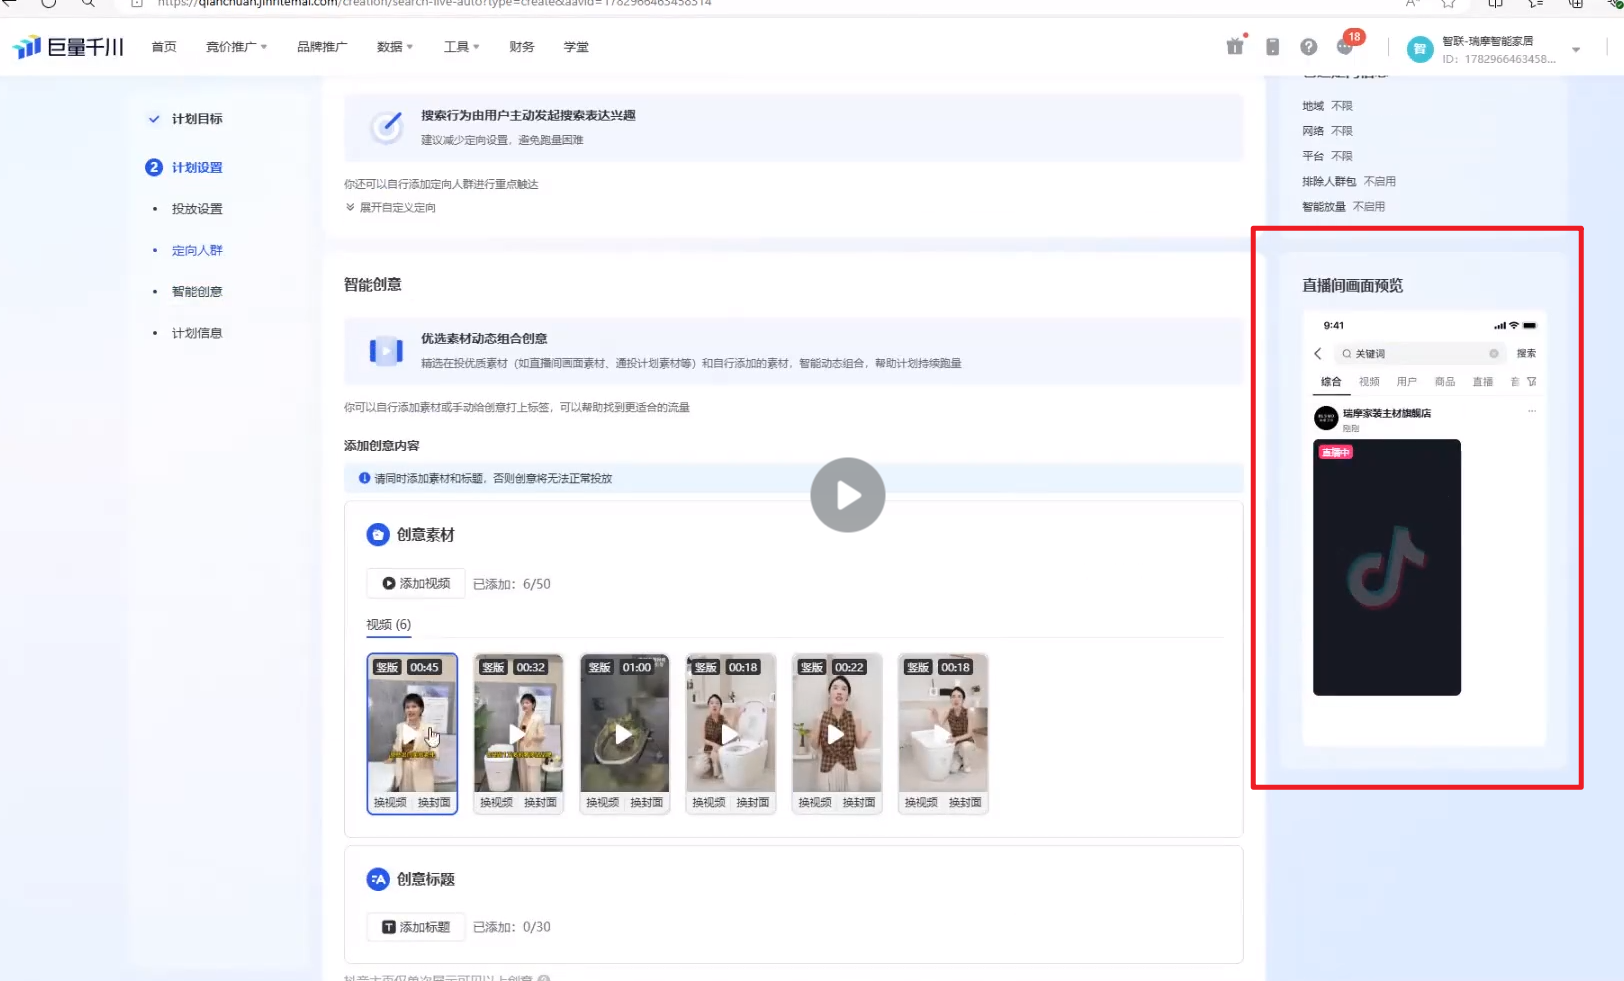 https://qianchuan.jinritemai.com/creation/search-live-auto?type=create&aavid=1782966463458314
巨量千川
首页
竞价推广
品牌推广
数据
工具
财务
学堂
18
智
智联-瑞摩智能家居
ID: 1782966463458...
计划目标
2 计划设置
投放设置
定向人群
智能创意
计划信息
搜索行为由用户主动发起搜索表达兴趣
建议减少定向设置，避免跑量困难
你还可以自行添加定向人群进行重点触达
展开自定义定向
智能创意
优选素材动态组合创意
精选在投优质素材（如直播间画面素材、通投计划素材等）和自行添加的素材，智能动态组合，帮助计划持续跑量
你可以自行添加素材或手动给创意打上标签，可以帮助找到更适合的流量
添加创意内容
请同时添加素材和标题，否则创意将无法正常投放
创意素材
添加视频 已添加：6/50
视频 (6)
竖版 00:45
竖版 00:32
竖版 01:00
竖版 00:18
竖版 00:22
竖版 00:18
换视频 换封面
换视频 换封面
换视频 换封面
换视频 换封面
换视频 换封面
换视频 换封面
创意标题
添加标题 已添加：0/30
地域 不限
网络 不限
平台 不限
排除人群包 不启用
智能放量 不启用
直播间画面预览
9:41
关键词 搜索
综合 视频 用户 商品 直播 音
瑞摩家装主材旗舰店
刚刚
直播中